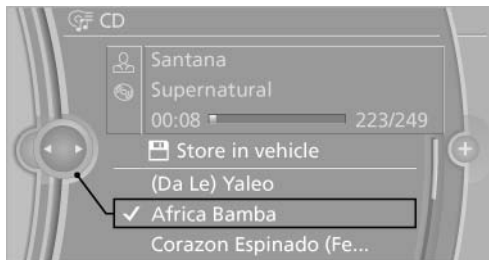 CD
Santana
Supernatural
00:08 223/249
Store in vehicle
(Da Le) Yaleo
Africa Bamba
Corazon Espinado (Fe...